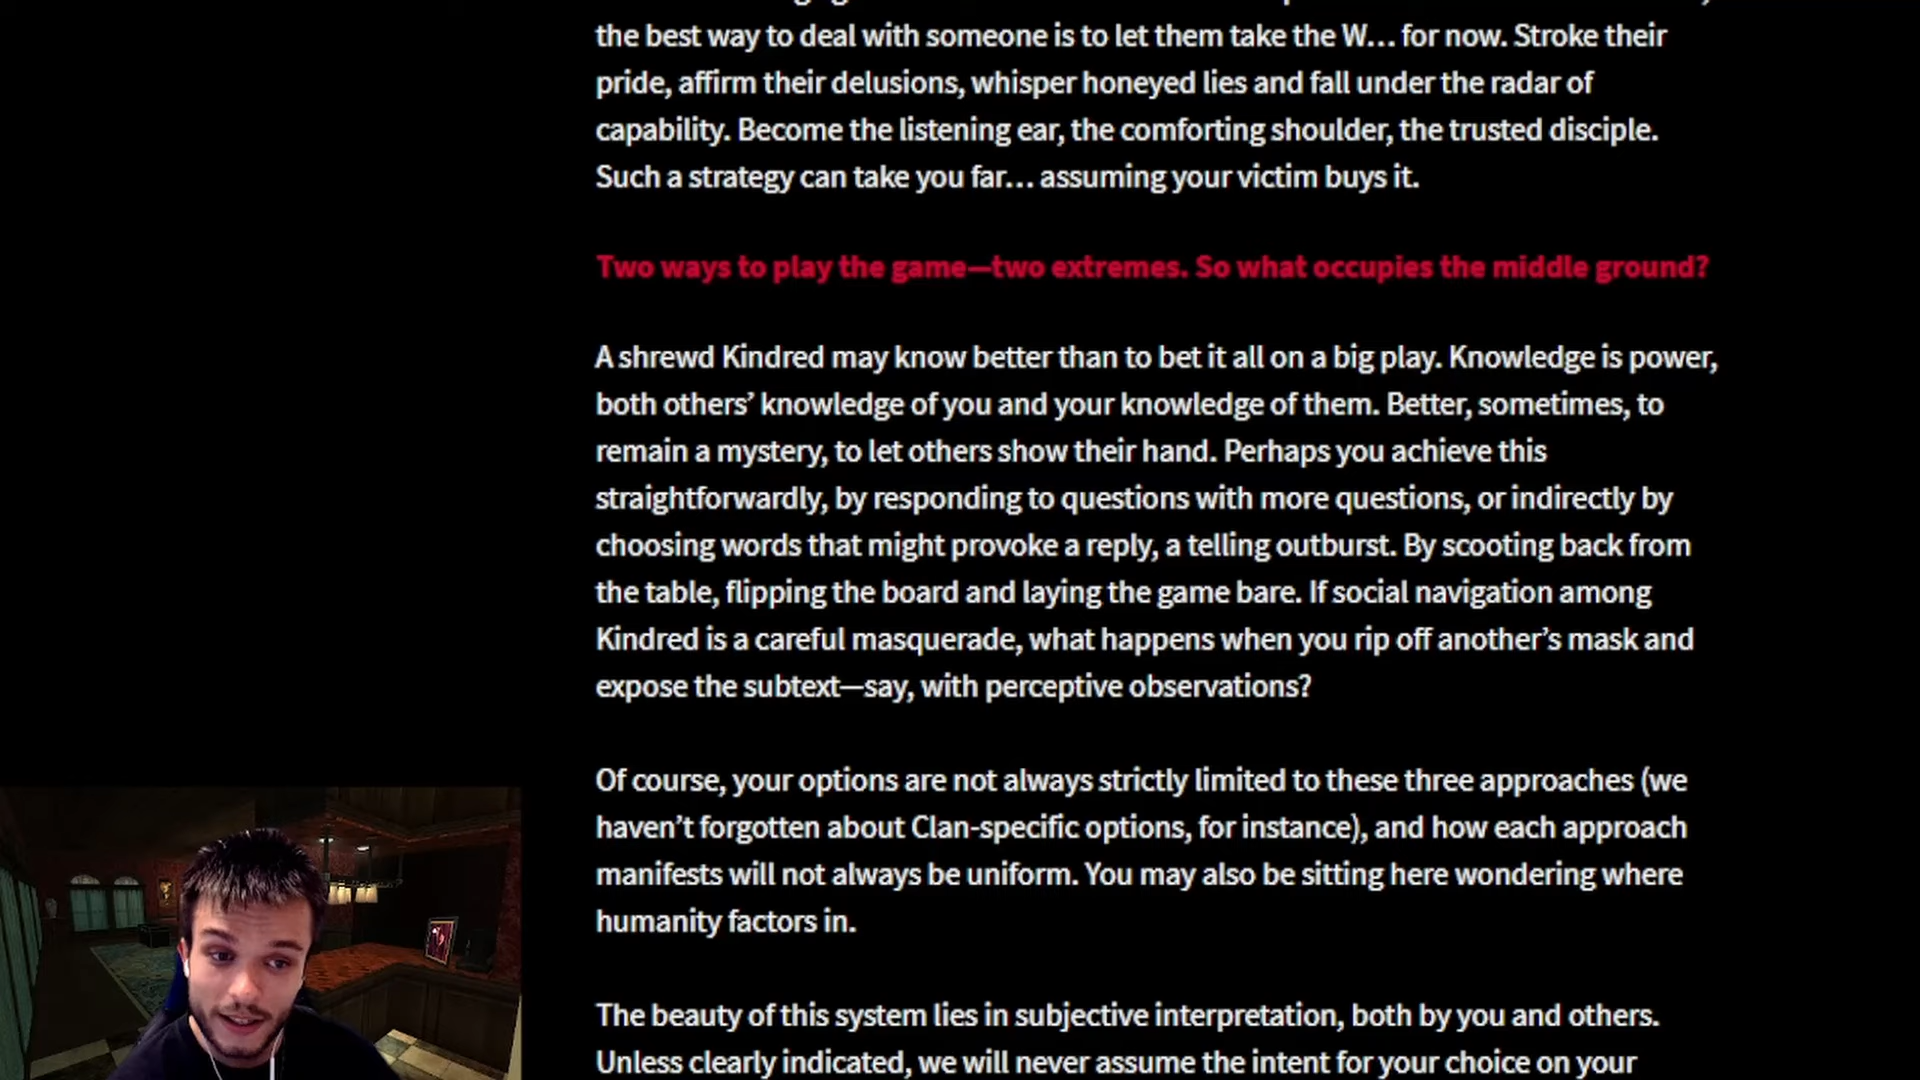 the best way to deal with someone is to let them take the W… for now. Stroke their
pride, affirm their delusions, whisper honeyed lies and fall under the radar of
capability. Become the listening ear, the comforting shoulder, the trusted disciple.
Such a strategy can take you far… assuming your victim buys it.
Two ways to play the game—two extremes. So what occupies the middle ground?
A shrewd Kindred may know better than to bet it all on a big play. Knowledge is power,
both others’ knowledge of you and your knowledge of them. Better, sometimes, to
remain a mystery, to let others show their hand. Perhaps you achieve this
straightforwardly, by responding to questions with more questions, or indirectly by
choosing words that might provoke a reply, a telling outburst. By scooting back from
the table, flipping the board and laying the game bare. If social navigation among
Kindred is a careful masquerade, what happens when you rip off another’s mask and
expose the subtext—say, with perceptive observations?
Of course, your options are not always strictly limited to these three approaches (we
haven’t forgotten about Clan-specific options, for instance), and how each approach
manifests will not always be uniform. You may also be sitting here wondering where
humanity factors in.
The beauty of this system lies in subjective interpretation, both by you and others.
Unless clearly indicated, we will never assume the intent for your choice on your